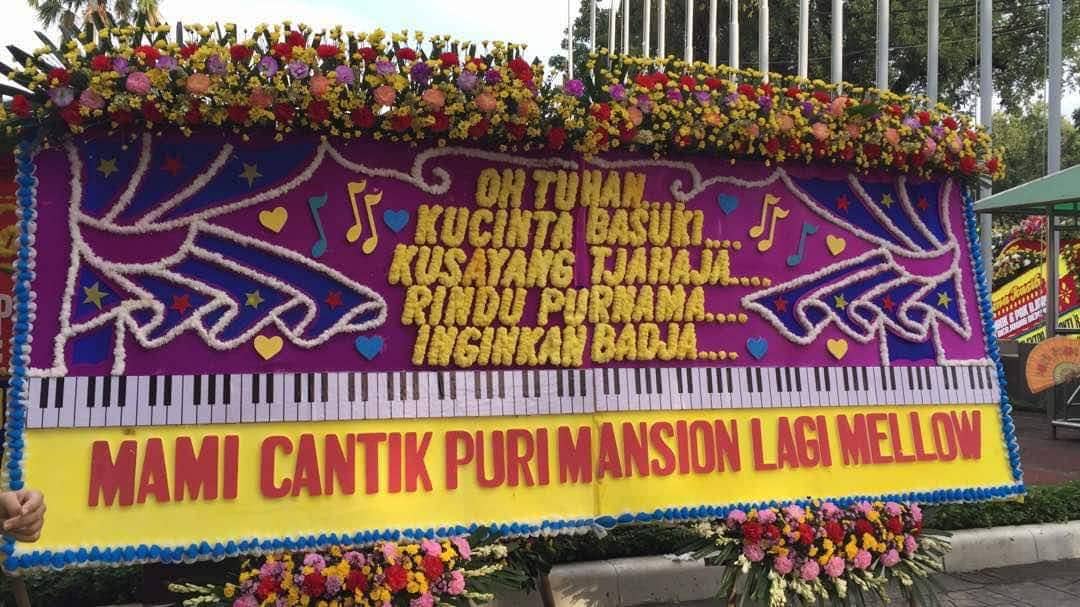 OH TUHAN
KUCINTA BASUKI....
KUSAYANG TJAHAJA....
RINDU PURNAMA....
INGINKAN BADJA....
MAMI CANTIK PURI MANSION LAGI MELLOW